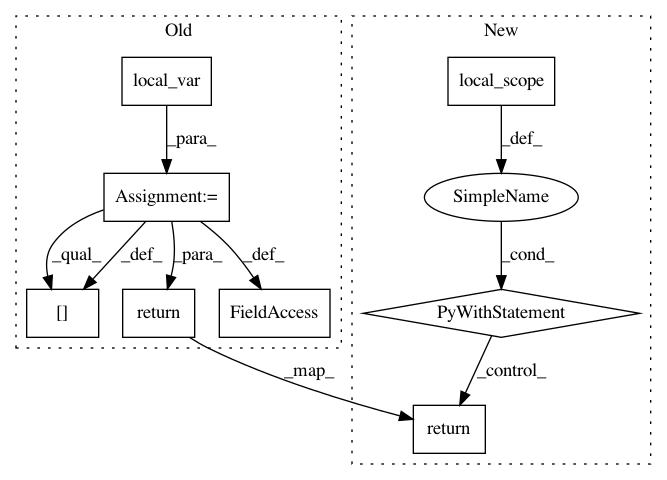 Old
New
local_var
local_scope
_para_
_def_
Assignment:=
SimpleName
_qual_
_def_
_para_
_def_
_cond_
[]
return
FieldAccess
PyWithStatement
_map_
_control_
return